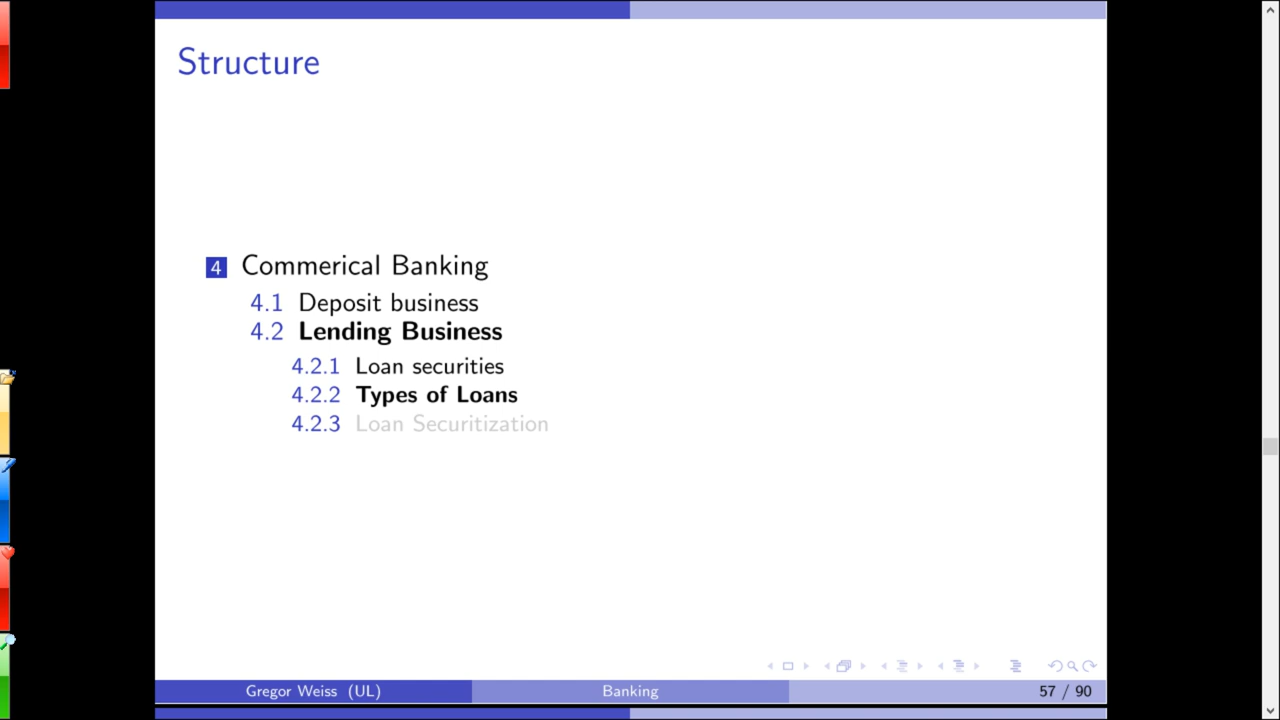 Structure
4 Commerical Banking
4.1 Deposit business
4.2 Lending Business
4.2.1 Loan securities
4.2.2 Types of Loans
4.2.3 Loan Securitization
Gregor Weiss (UL) Banking 57 / 90